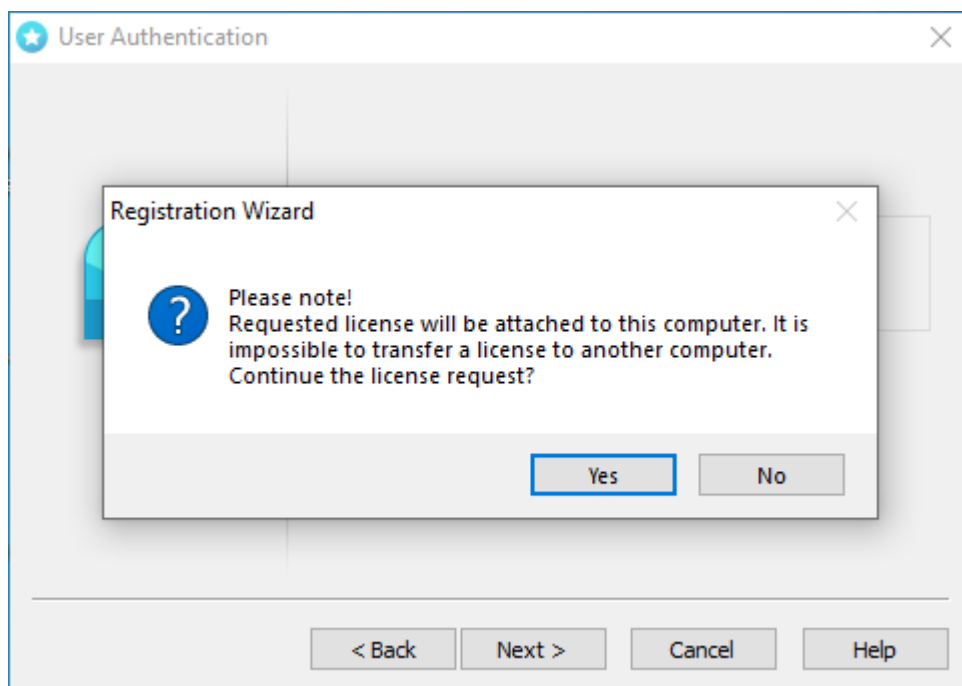 User Authentication
Registration Wizard
Please note!
Requested license will be attached to this computer. It is
impossible to transfer a license to another computer.
Continue the license request?
Yes
No
< Back
Next >
Cancel
Help